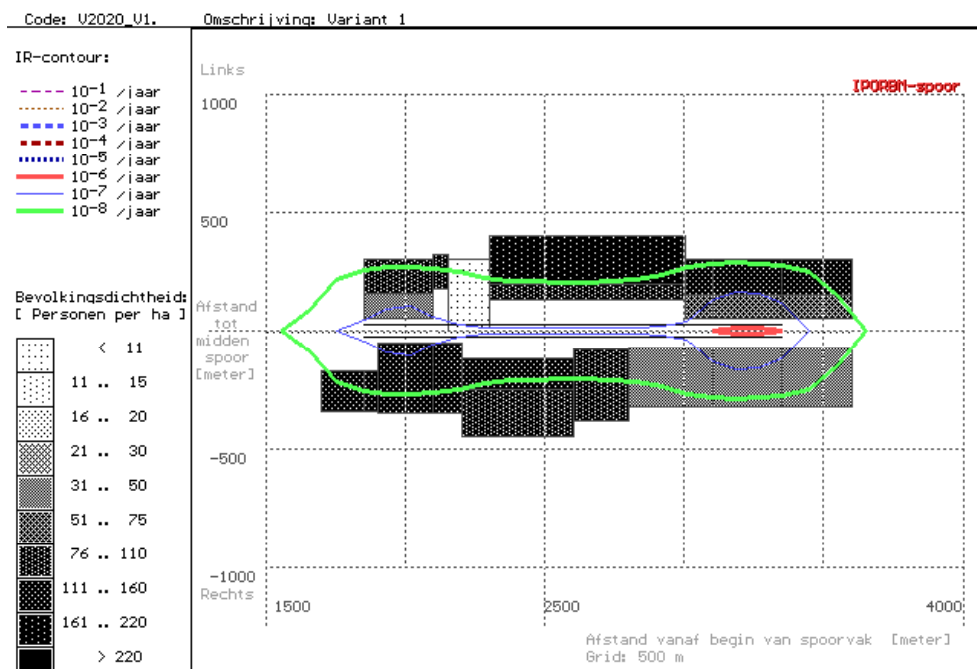 Code: V2020_V1.
Omschrijving: Variant 1
IR-contour:
10-1 /jaar
10-2 /jaar
10-3 /jaar
10-4 /jaar
10-5 /jaar
10-6 /jaar
10-7 /jaar
10-8 /jaar
Bevolkingsdichtheid:
[ Personen per ha ]
< 11
11 .. 15
16 .. 20
21 .. 30
31 .. 50
51 .. 75
76 .. 110
111 .. 160
161 .. 220
> 220
Links
IPORBM-spoor
1000
500
Afstand
tot
midden
spoor
[meter]
-500
-1000
Rechts
1500
2500
4000
Afstand vanaf begin van spoorvak [meter]
Grid: 500 m